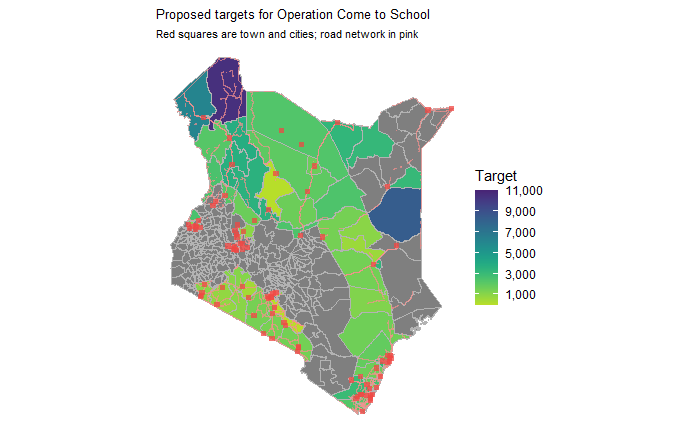 Proposed targets for Operation Come to School
Red squares are town and cities; road network in pink
Target
11,000
9,000
7,000
5,000
3,000
1,000